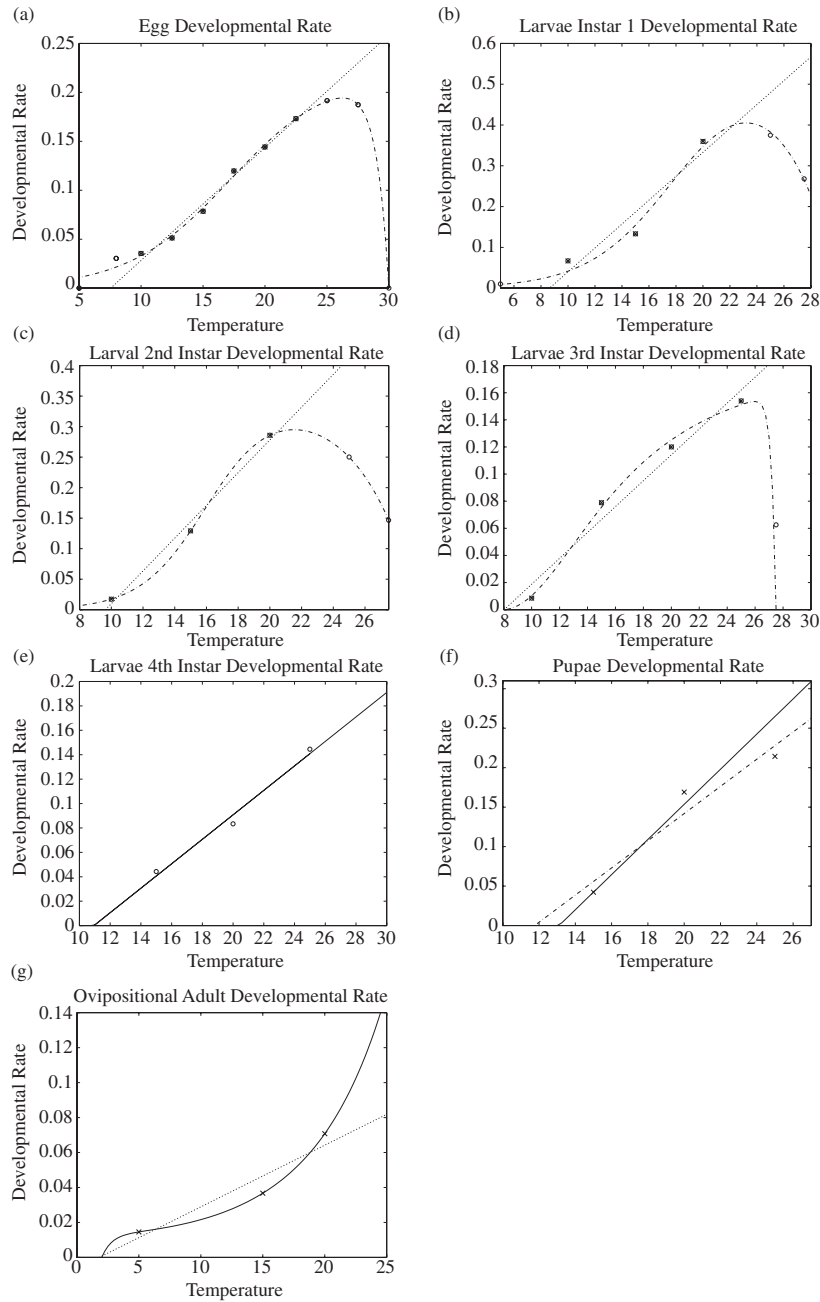 (a)
Egg Developmental Rate
0.25
0.2
0.15
0.1
0.05
0
Developmental Rate
5 10 15 20 25 30
Temperature
(b)
Larvae Instar 1 Developmental Rate
0.6
0.5
0.4
0.3
0.2
0.1
0
Developmental Rate
6 8 10 12 14 16 18 20 22 24 26 28
Temperature
(c)
Larval 2nd Instar Developmental Rate
0.4
0.35
0.3
0.25
0.2
0.15
0.1
0.05
0
Developmental Rate
8 10 12 14 16 18 20 22 24 26
Temperature
(d)
Larvae 3rd Instar Developmental Rate
0.18
0.16
0.14
0.12
0.1
0.08
0.06
0.04
0.02
0
Developmental Rate
8 10 12 14 16 18 20 22 24 26 28 30
Temperature
(e)
Larvae 4th Instar Developmental Rate
0.2
0.18
0.16
0.14
0.12
0.1
0.08
0.06
0.04
0.02
0
Developmental Rate
10 12 14 16 18 20 22 24 26 28 30
Temperature
(f)
Pupae Developmental Rate
0.3
0.25
0.2
0.15
0.1
0.05
0
Developmental Rate
10 12 14 16 18 20 22 24 26
Temperature
(g)
Ovipositional Adult Developmental Rate
0.14
0.12
0.1
0.08
0.06
0.04
0.02
0
Developmental Rate
0 5 10 15 20 25
Temperature